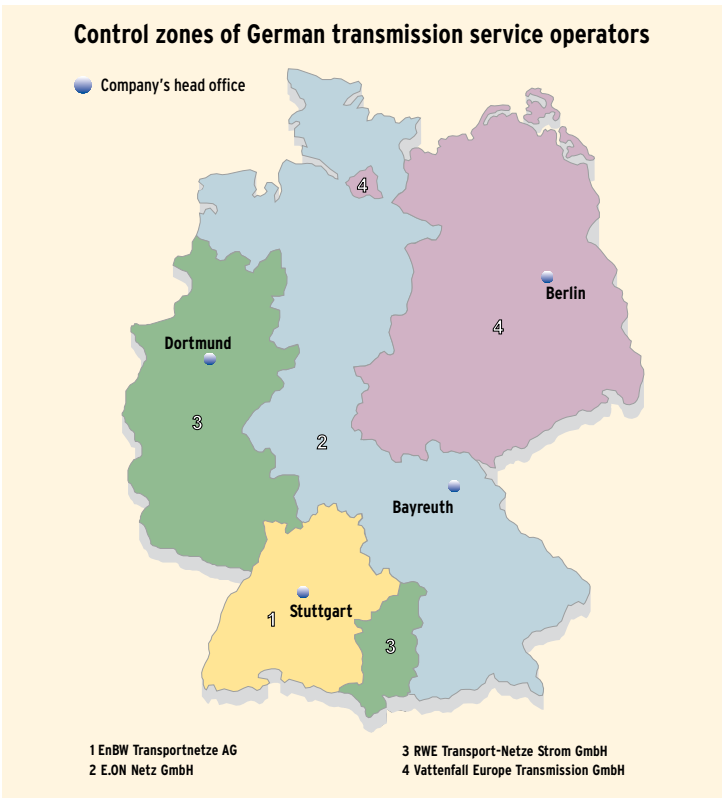 Control zones of German transmission service operators
Company's head office
4
Berlin
4
Dortmund
3
2
Bayreuth
Stuttgart
1
3
1 EnBW Transportnetze AG
2 E.ON Netz GmbH
3 RWE Transport-Netze Strom GmbH
4 Vattenfall Europe Transmission GmbH